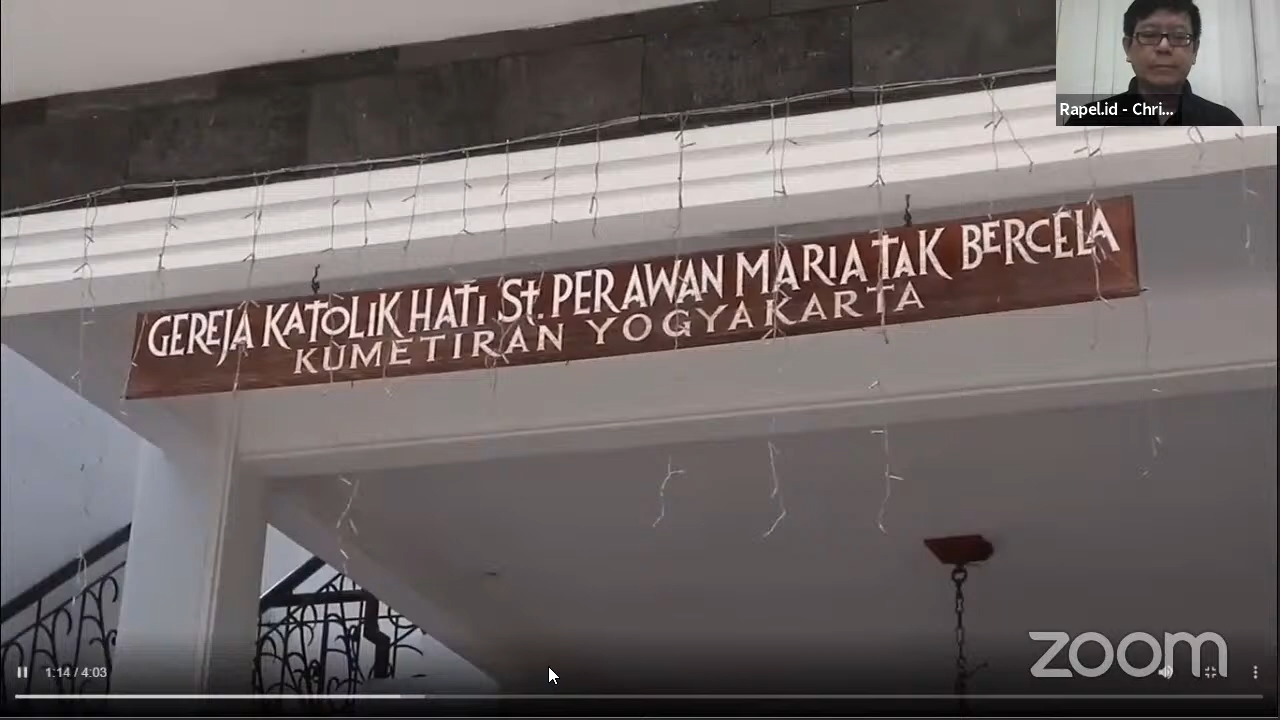 Rapel.id - Chri...
GEREJA KATOLIK HATI St. PERAWAN MARIA TAK BERCELA
KUMETIRAN YOGYAKARTA
1:14 / 4:03
zoom